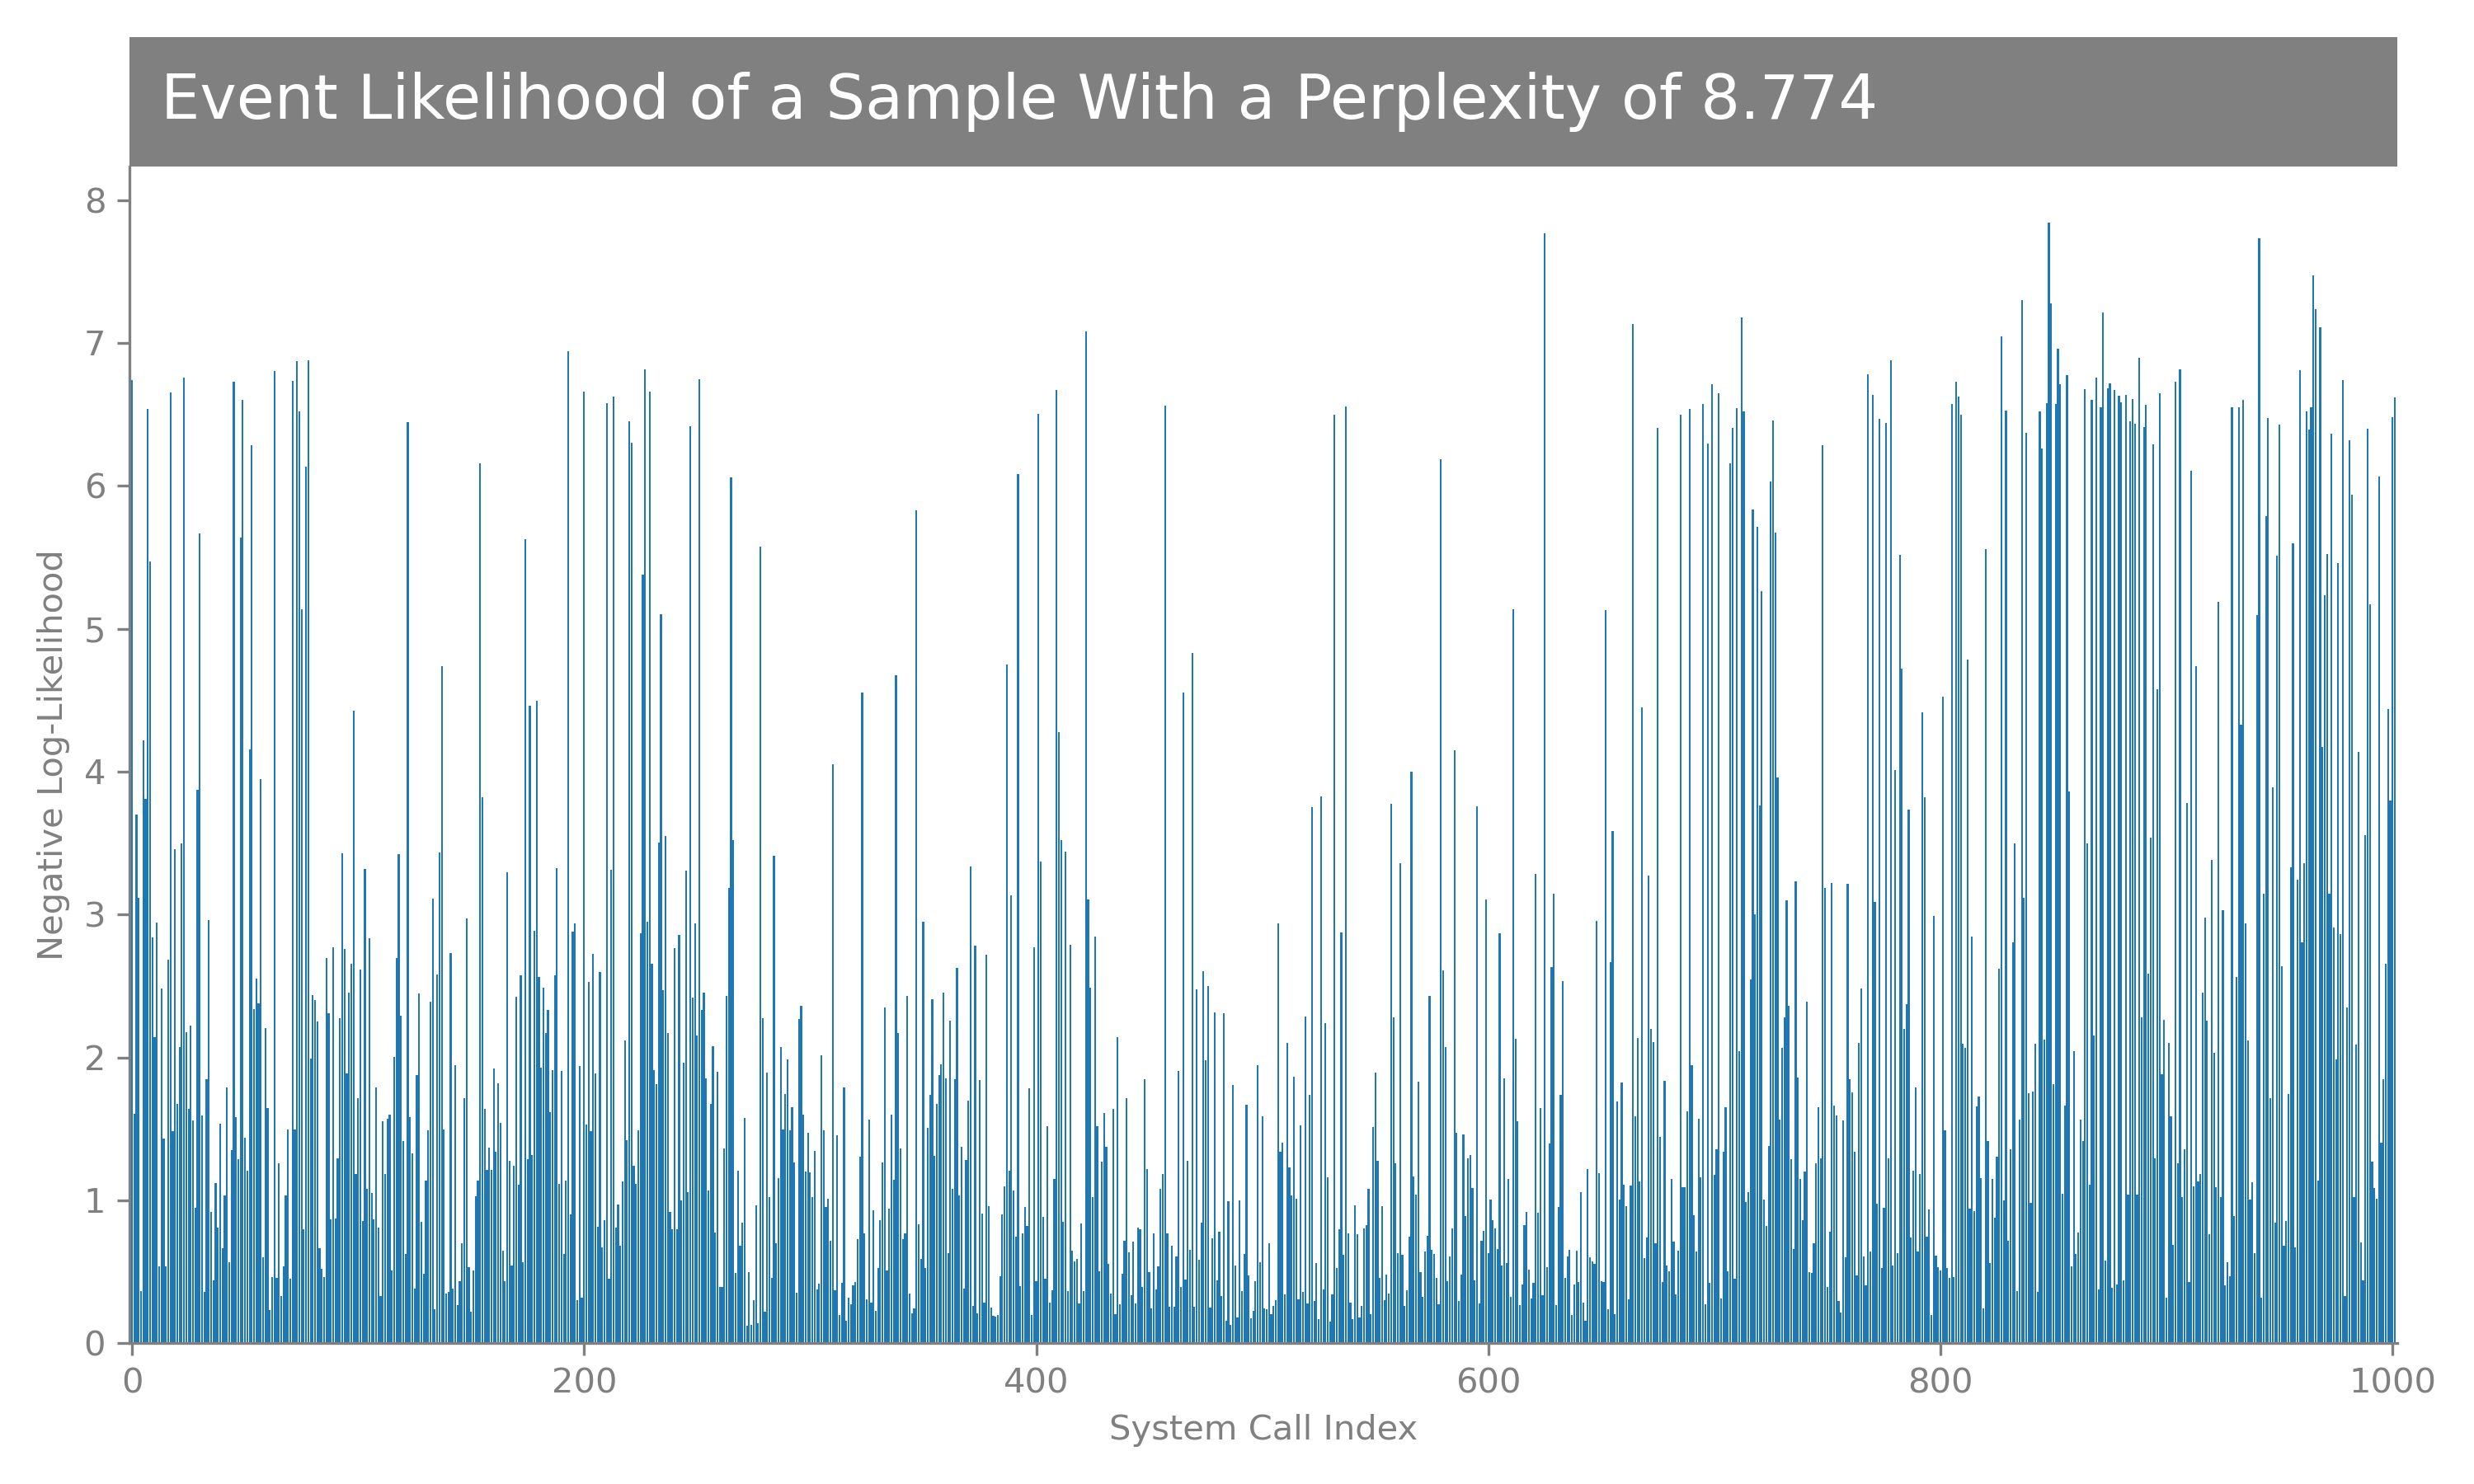 Event Likelihood of a Sample With a Perplexity of 8.774
8
7
6
5
4
3
2
1
0
Negative Log-Likelihood
0 200 400 600 800 1000
System Call Index